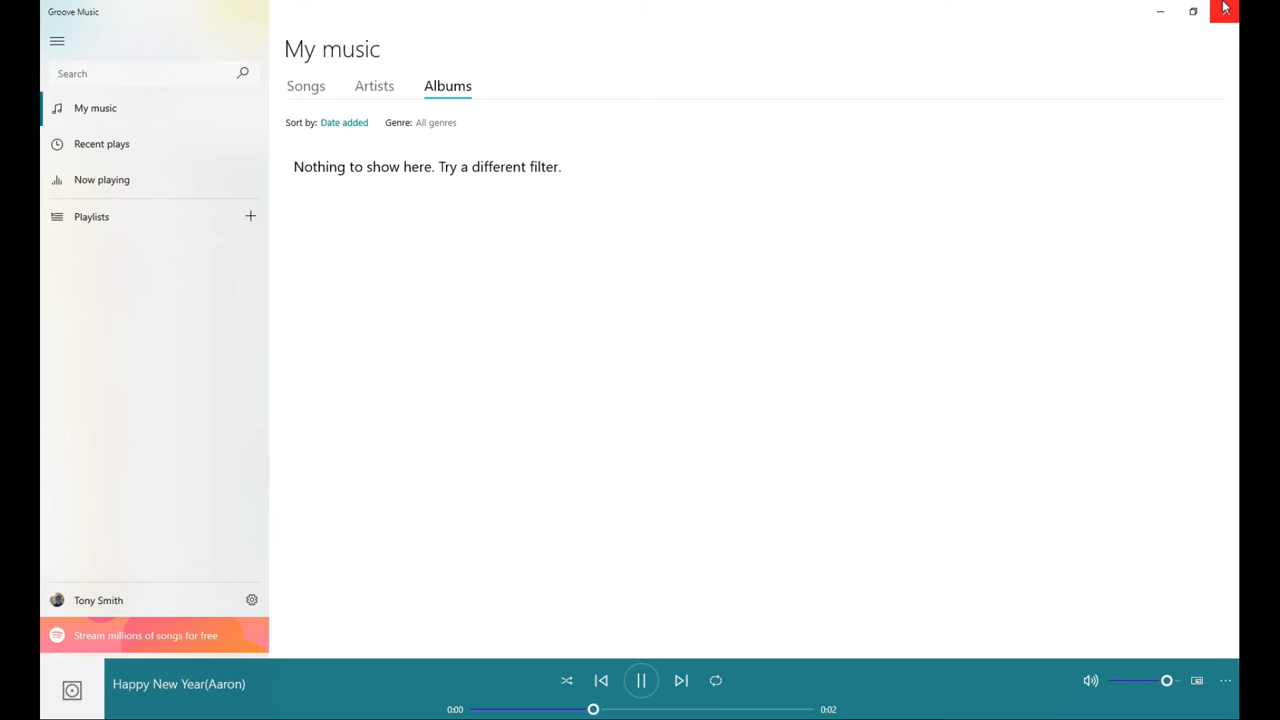 Groove Music
Search
My music
Recent plays
Now playing
Playlists
Tony Smith
Stream millions of songs for free
My music
Songs Artists Albums
Sort by: Date added Genre: All genres
Nothing to show here. Try a different filter.
Happy New Year(Aaron)
0:00 0:02